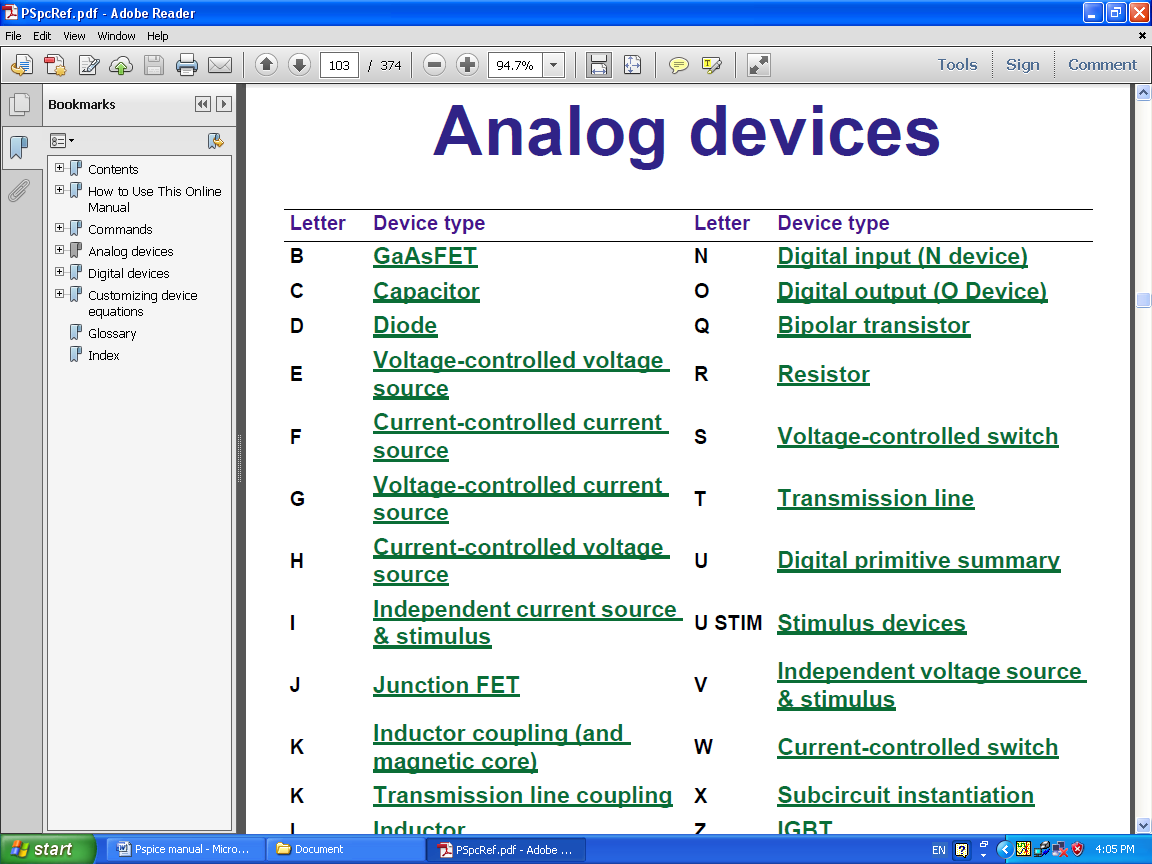 PSpcRef.pdf - Adobe Reader
File Edit View Window Help
103 / 374 94.7% Tools Sign Comment
Bookmarks
Contents
How to Use This Online
Manual
Commands
Analog devices
Digital devices
Customizing device
equations
Glossary
Index
Analog devices
Letter Device type Letter Device type
B GaAsFET N Digital input (N device)
C Capacitor O Digital output (O Device)
D Diode Q Bipolar transistor
E Voltage-controlled voltage
source R Resistor
F Current-controlled current
source S Voltage-controlled switch
G Voltage-controlled current
source T Transmission line
H Current-controlled voltage
source U Digital primitive summary
I Independent current source
& stimulus U STIM Stimulus devices
J Junction FET V Independent voltage source
& stimulus
K Inductor coupling (and
magnetic core) W Current-controlled switch
K Transmission line coupling X Subcircuit instantiation
L Inductor Z IGBT
start Pspice manual - Micro... Document PSpcRef.pdf - Adobe ... EN 4:05 PM